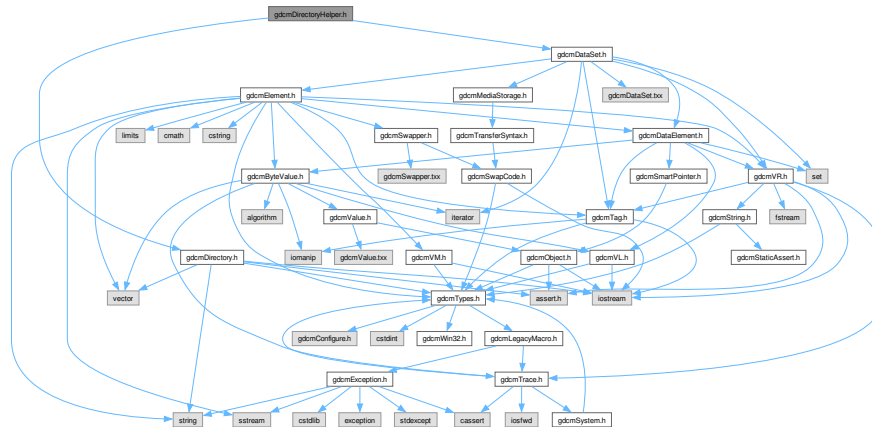 gdcmDirectoryHelper.h
gdcmDataSet.h
gdcmElement.h
gdcmMediaStorage.h
gdcmDataSet.txx
limits
cmath
cstring
gdcmSwapper.h
gdcmTransferSyntax.h
gdcmDataElement.h
gdcmByteValue.h
gdcmSwapper.txx
gdcmSwapCode.h
gdcmSmartPointer.h
gdcmVR.h
set
algorithm
gdcmValue.h
iterator
gdcmTag.h
gdcmString.h
fstream
gdcmDirectory.h
iomanip
gdcmValue.txx
gdcmVM.h
gdcmObject.h
gdcmVL.h
gdcmStaticAssert.h
vector
gdcmTypes.h
assert.h
iostream
gdcmConfigure.h
cstdint
gdcmWin32.h
gdcmLegacyMacro.h
gdcmException.h
gdcmTrace.h
string
sstream
cstdlib
exception
stdexcept
cassert
iosfwd
gdcmSystem.h